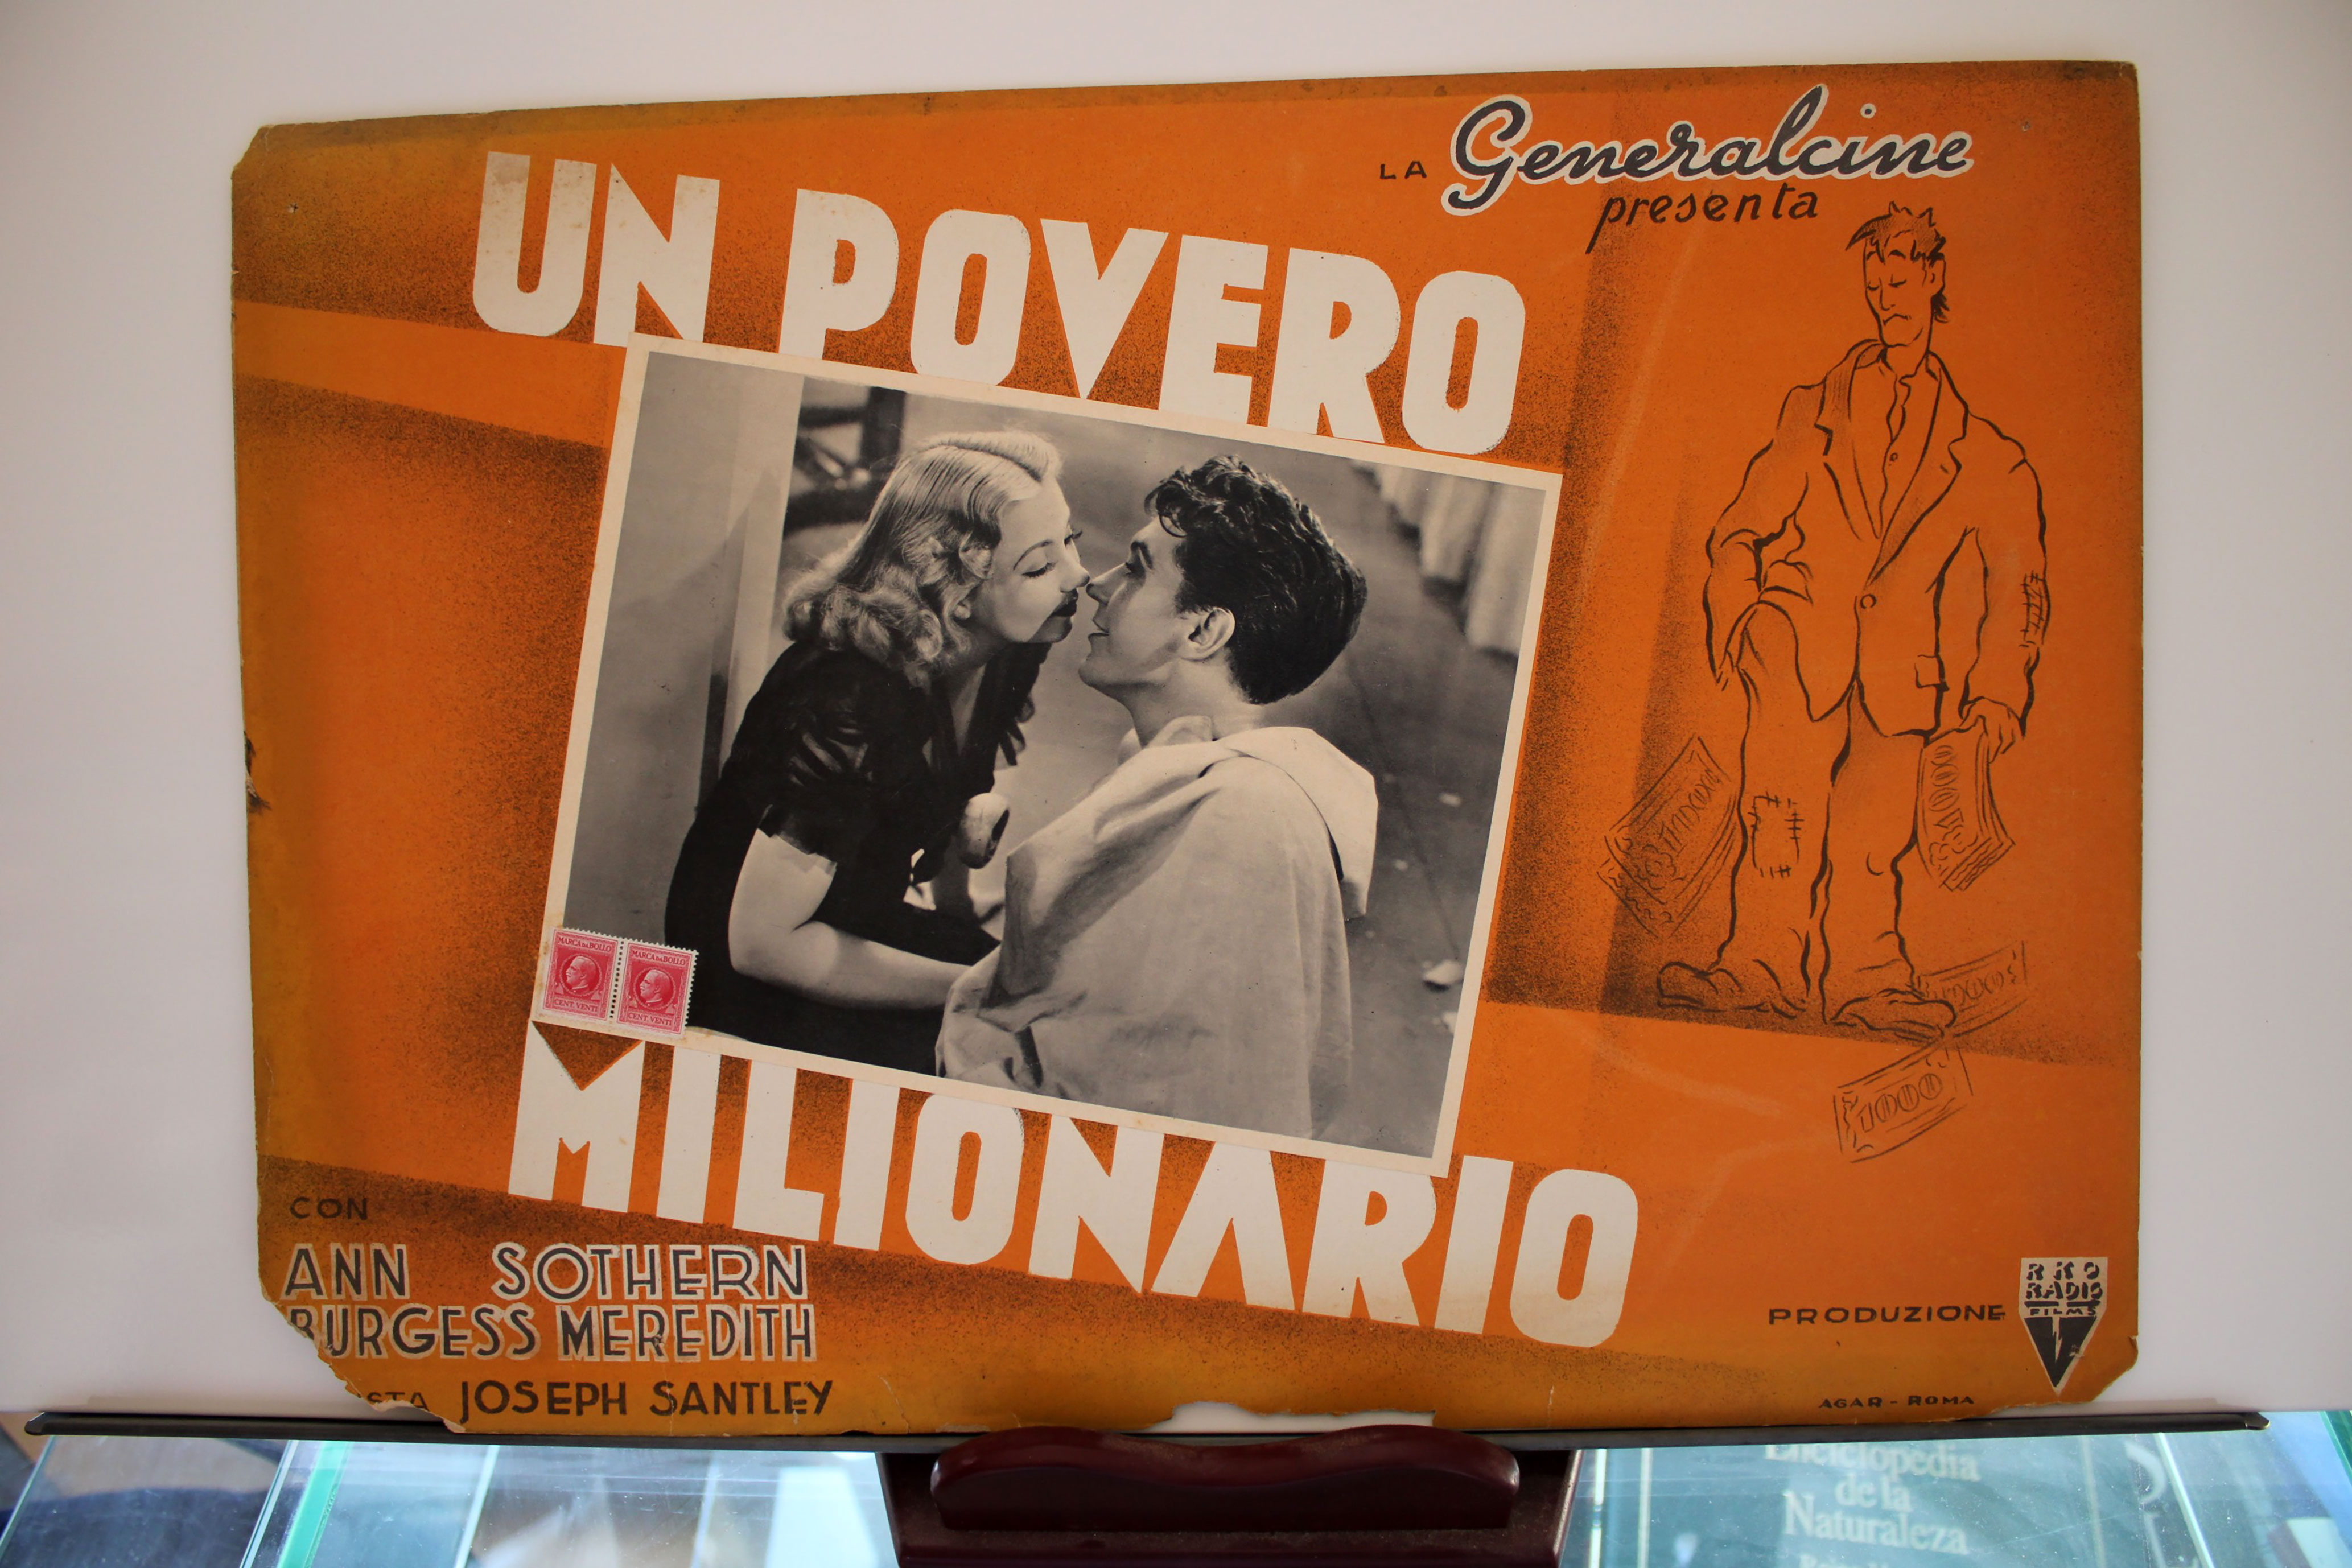 LA Generalcine
presenta
UN POVERO
MARCA DA BOLLO
CENT. VENTI
MARCA DA BOLLO
CENT. VENTI
MILIONARIO
1000
CON
ANN SOTHERN
BURGESS MEREDITH
JOSEPH SANTLEY
PRODUZIONE
RKO
RADIO
FILMS
AGAR-ROMA
Enciclopedia
de la
Naturaleza